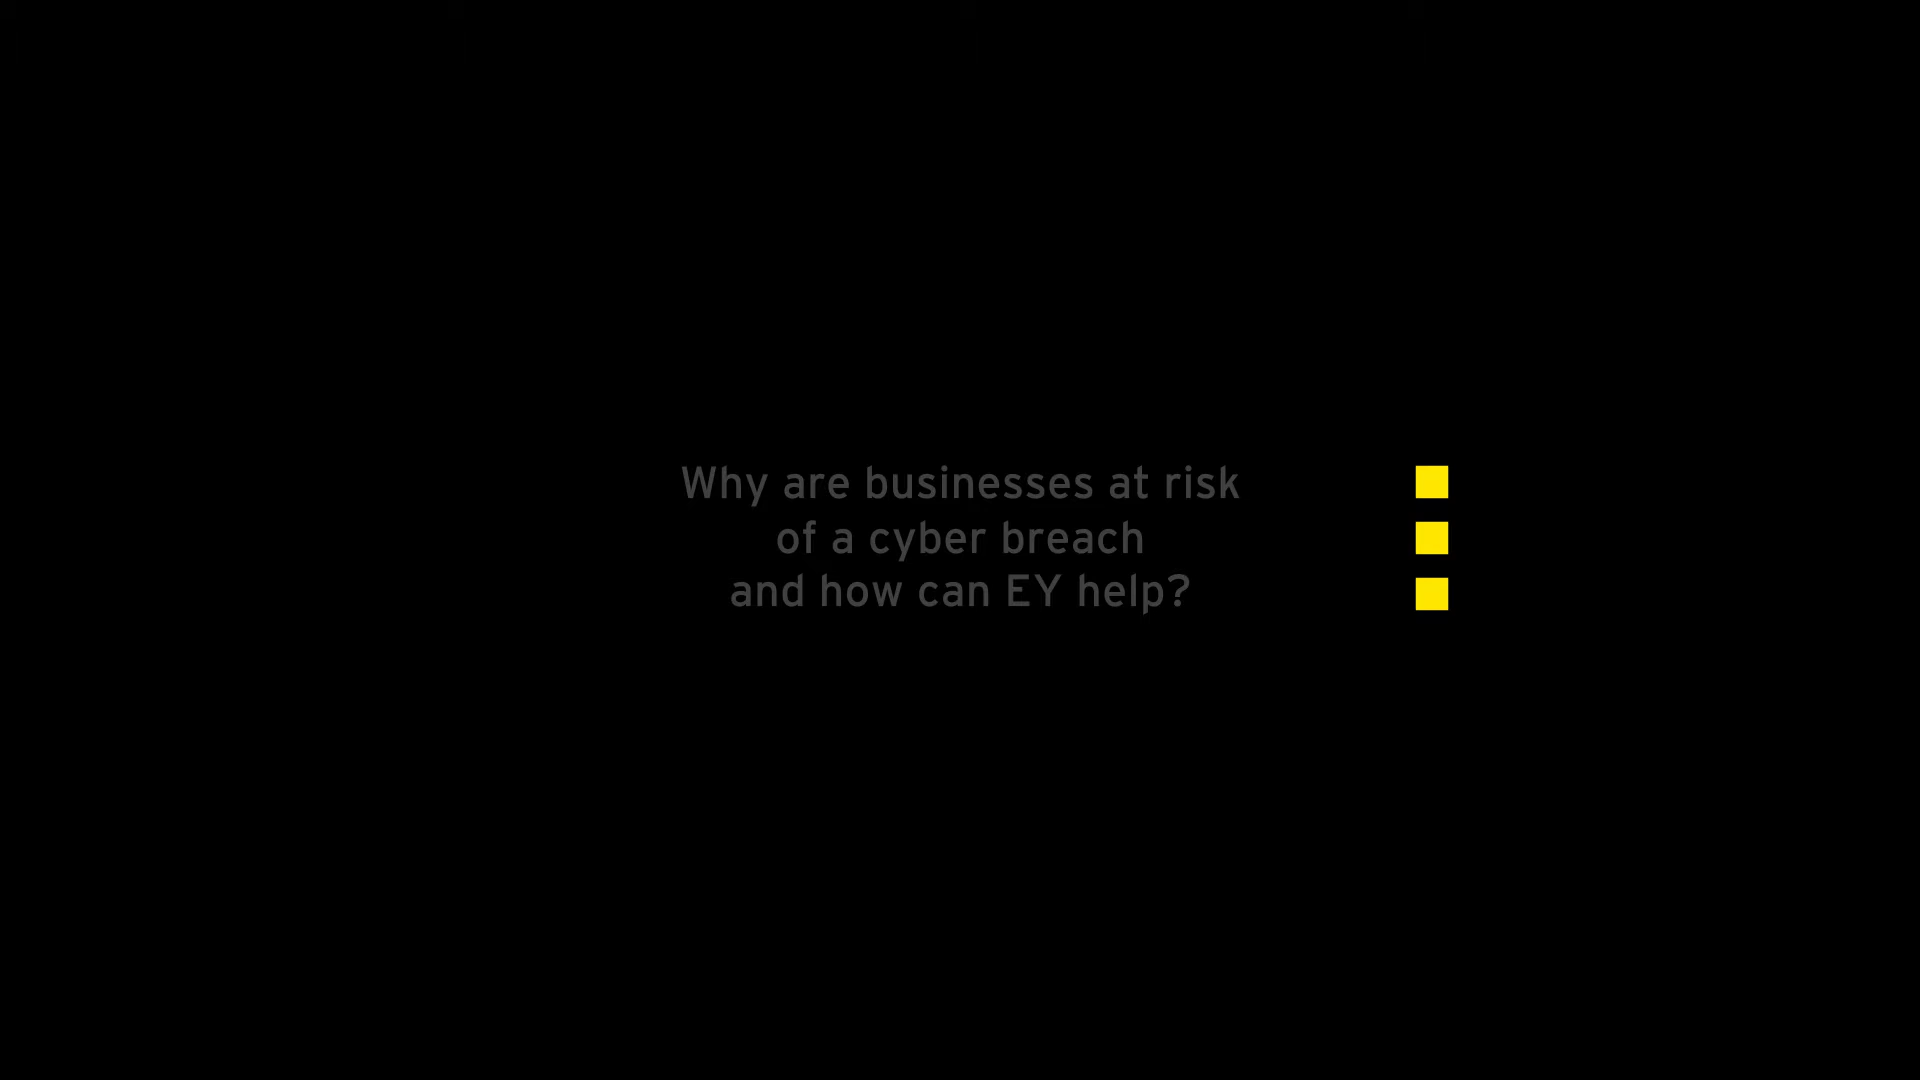 Why are businesses at risk
of a cyber breach
and how can EY help?